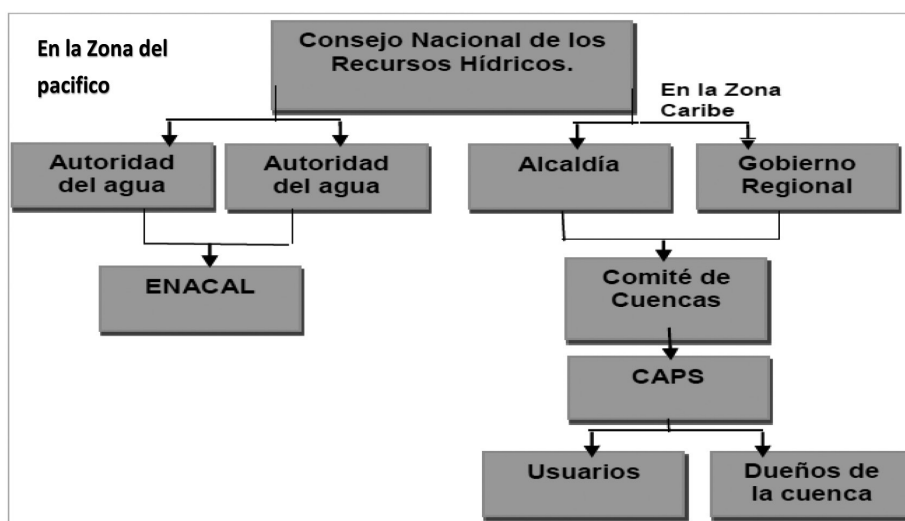 En la Zona del
pacifico
Consejo Nacional de los
Recursos Hídricos.
En la Zona
Caribe
Autoridad
del agua
Autoridad
del agua
Alcaldía
Gobierno
Regional
ENACAL
Comité de
Cuencas
CAPS
Usuarios
Dueños de
la cuenca